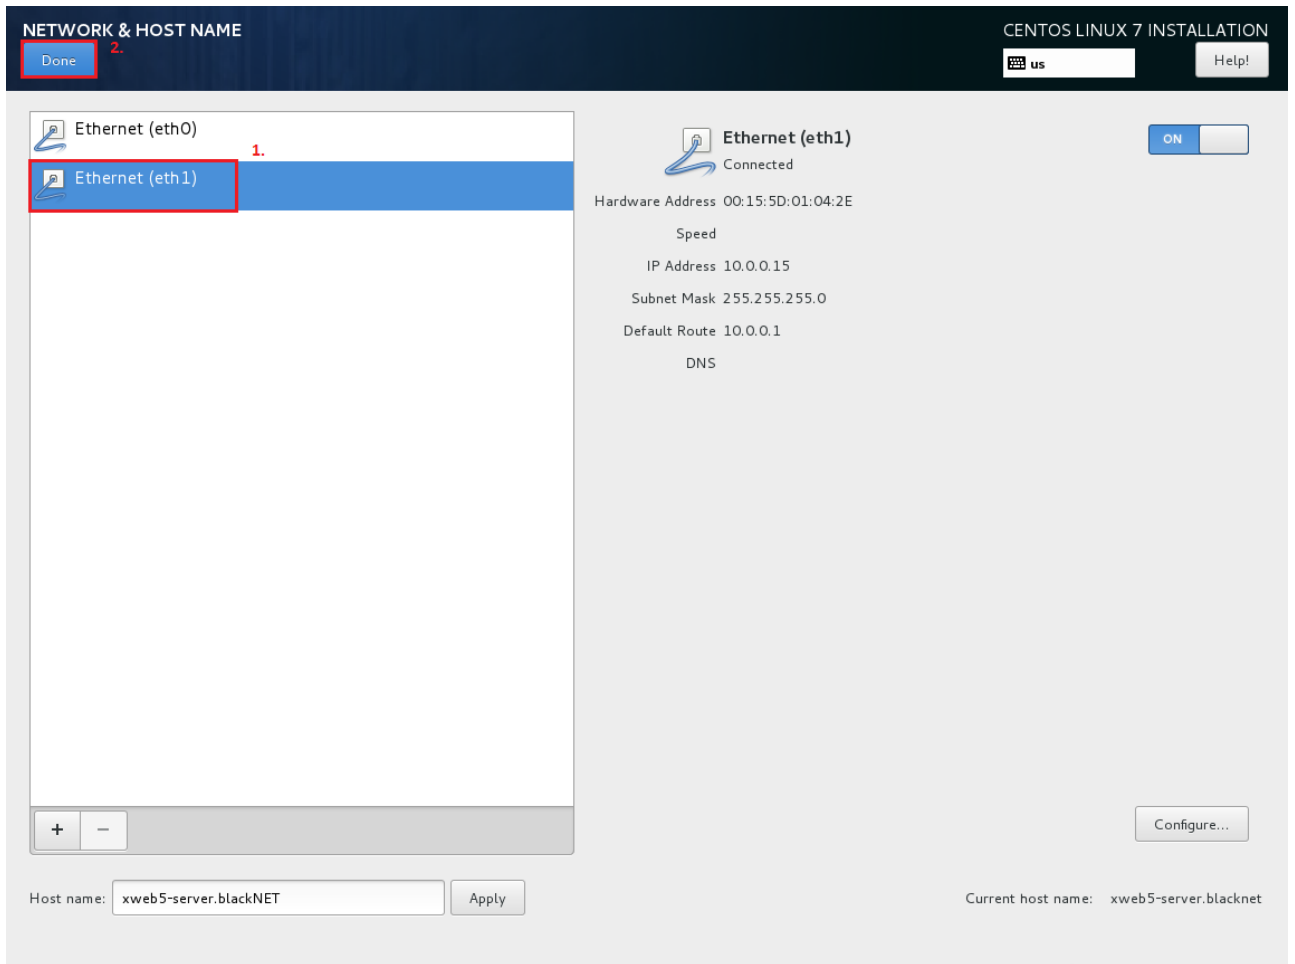 NETWORK & HOST NAME
CENTOS LINUX 7 INSTALLATION
Done
2.
us
Help!
Ethernet (eth0)
1.
Ethernet (eth1)
Ethernet (eth1)
Connected
ON
Hardware Address 00:15:5D:01:04:2E
Speed
IP Address 10.0.0.15
Subnet Mask 255.255.255.0
Default Route 10.0.0.1
DNS
+ −
Configure...
Host name: xweb5-server.blackNET Apply
Current host name: xweb5-server.blacknet